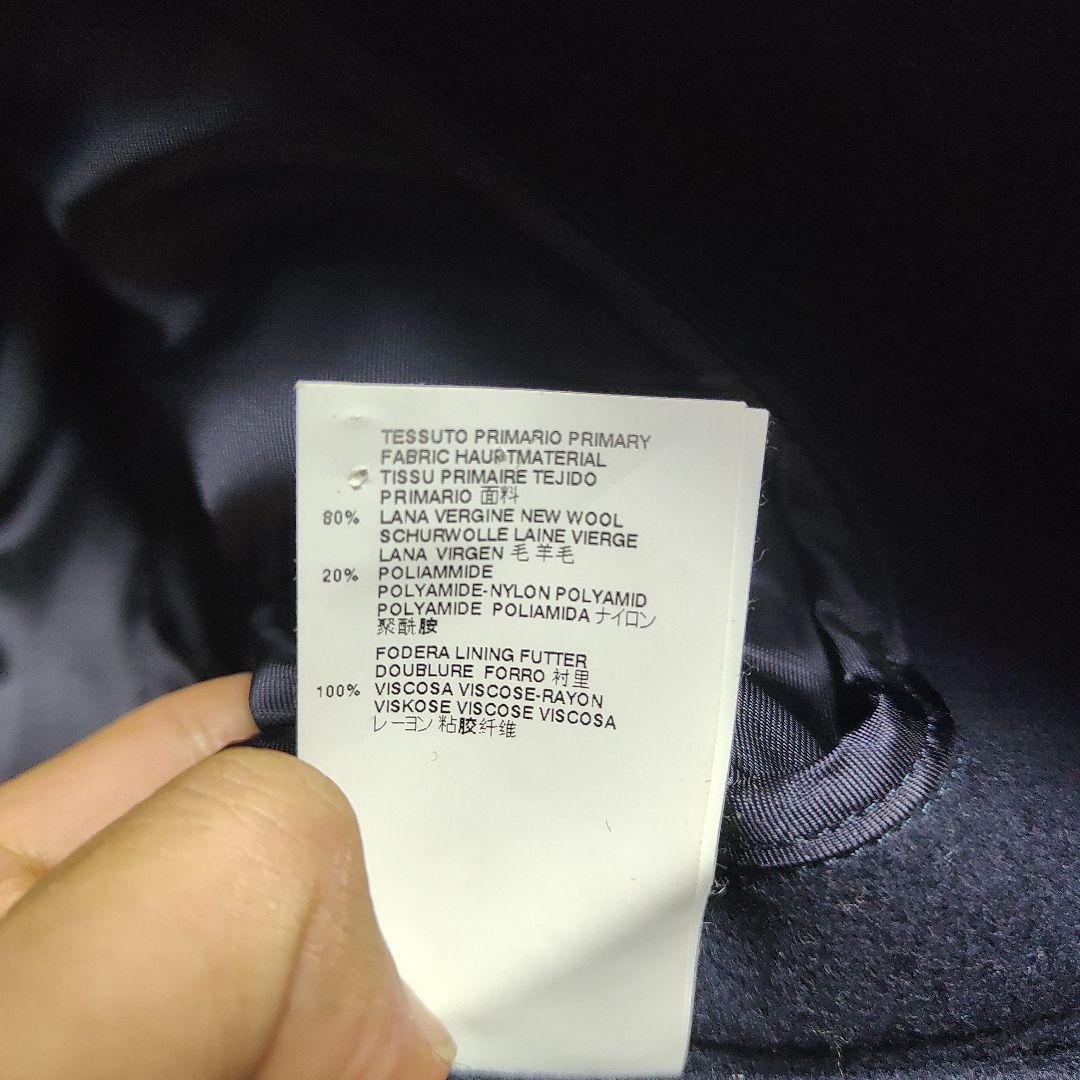 TESSUTO PRIMARIO PRIMARY
FABRIC HAUPTMATERIAL
TISSU PRIMAIRE TEJIDO
PRIMARIO 面料
80% LANA VERGINE NEW WOOL
SCHURWOLLE LAINE VIERGE
LANA VIRGEN 毛 羊毛
20% POLIAMMIDE
POLYAMIDE-NYLON POLYAMID
POLYAMIDE POLIAMIDA ナイロン
聚酰胺
FODERA LINING FUTTER
DOUBLURE FORRO 衬里
100% VISCOSA VISCOSE-RAYON
VISKOSE VISCOSE VISCOSA
レーヨン 粘胶纤维